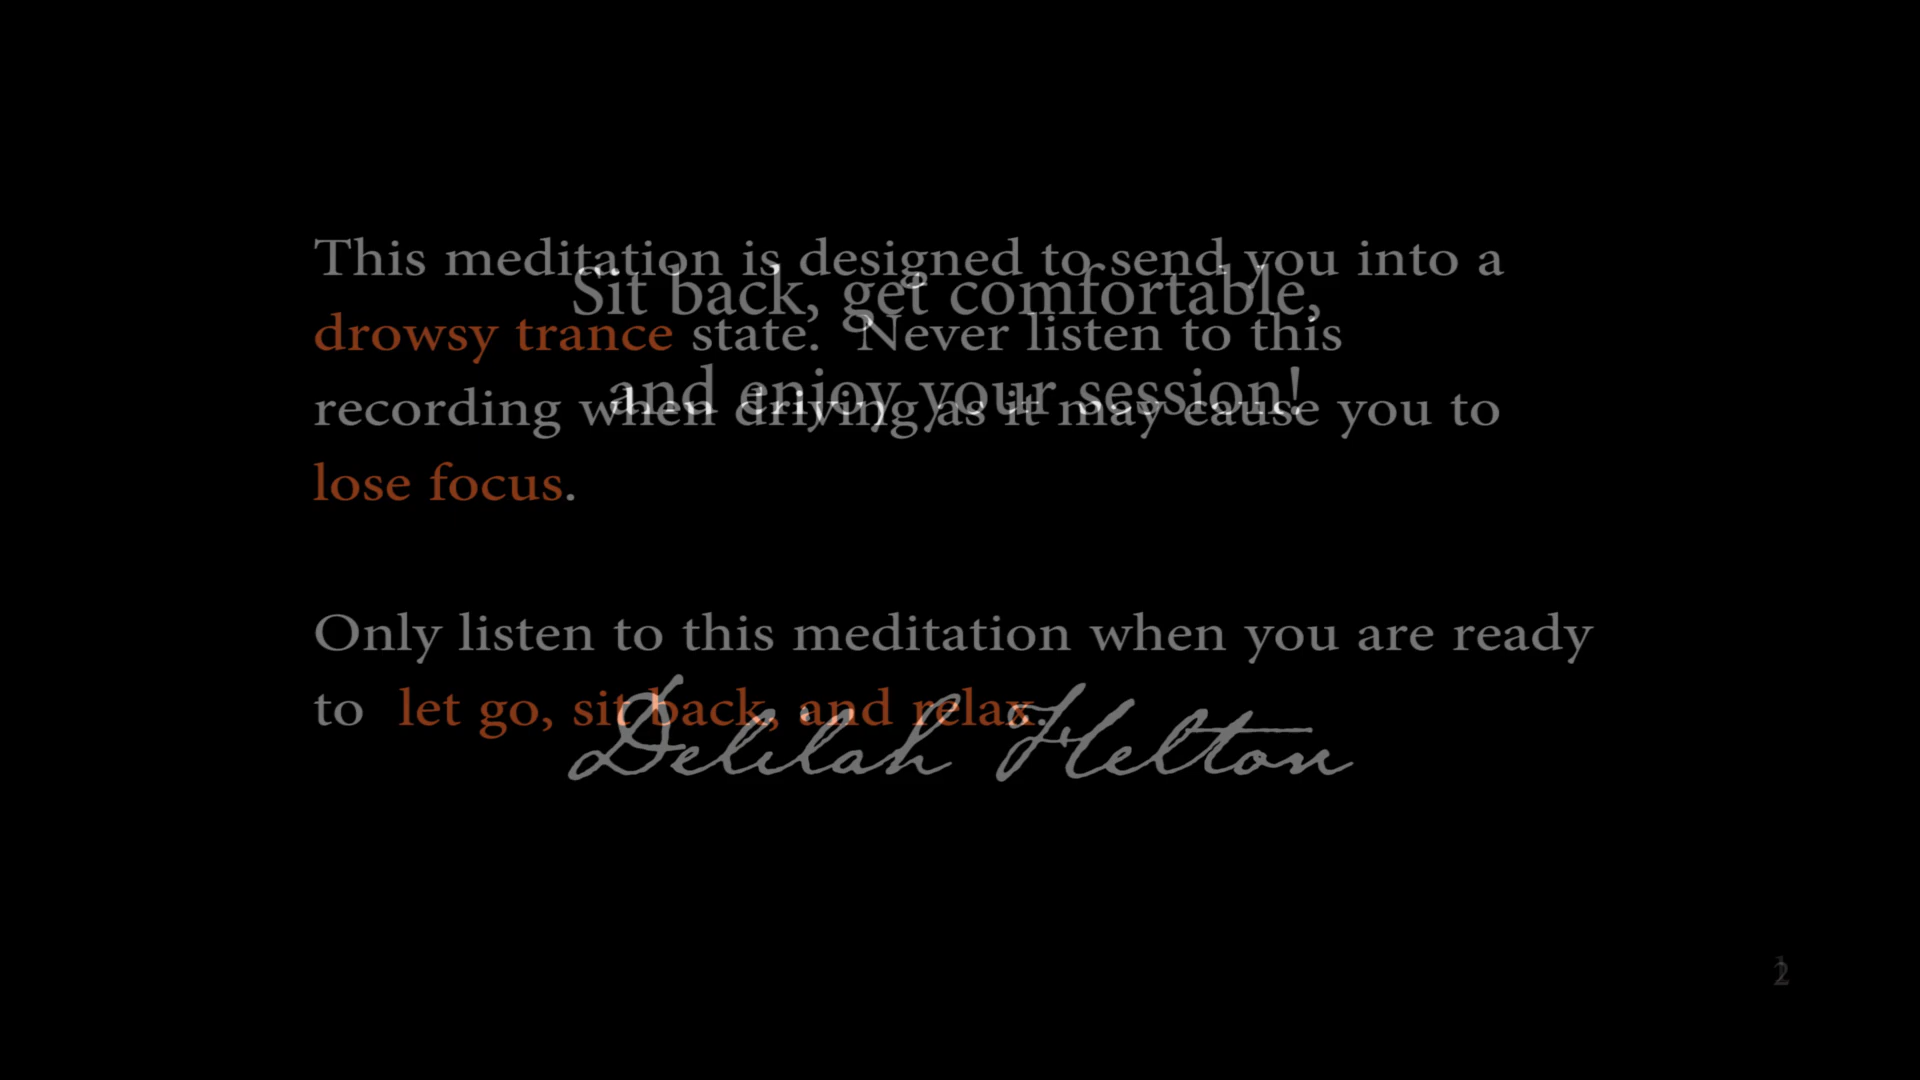 This meditation is designed to send you into a
drowsy trance state. Never listen to this
recording when driving as it may cause you to
lose focus.
Only listen to this meditation when you are ready
to let go, sit back, and relax.
Sit back, get comfortable,
and enjoy your session!
Delilah Helton
1
2